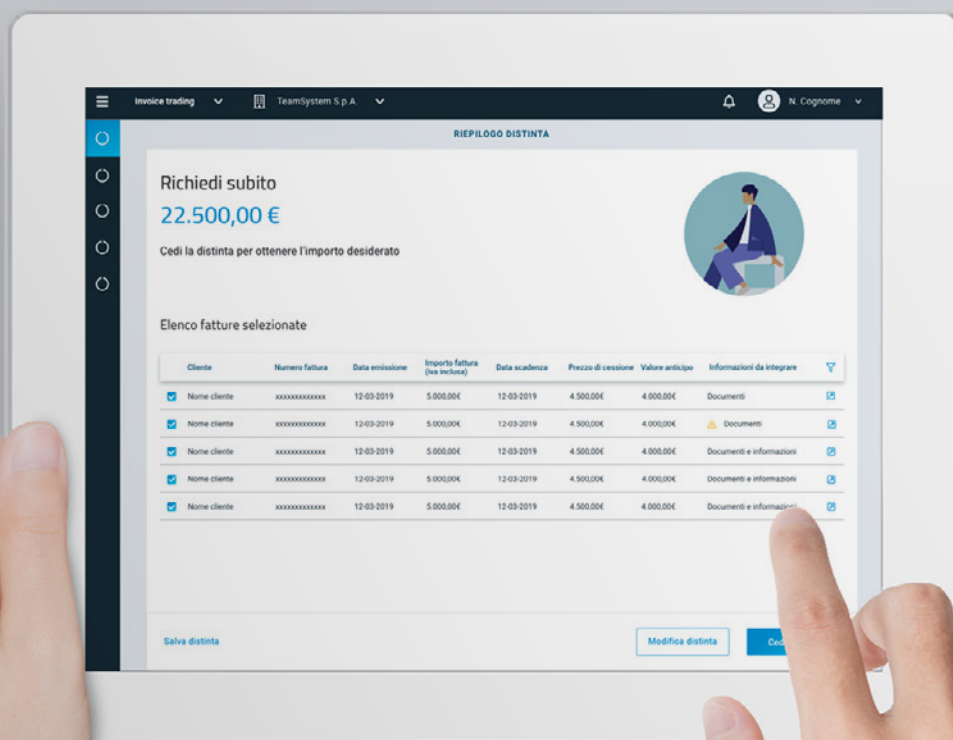 Invoice trading TeamSystem S.p.A. N. Cognome
RIEPILOGO DISTINTA
Richiedi subito
22.500,00 €
Cedi la distinta per ottenere l'importo desiderato
Elenco fatture selezionate
Cliente Numero fattura Data emissione Importo fattura (iva inclusa) Data scadenza Prezzo di cessione Valore anticipo Informazioni da integrare
Nome cliente xxxxxxxxxxxxx 12-03-2019 5.000,00€ 12-03-2019 4.500,00€ 4.000,00€ Documenti
Nome cliente xxxxxxxxxxxxx 12-03-2019 5.000,00€ 12-03-2019 4.500,00€ 4.000,00€ Documenti
Nome cliente xxxxxxxxxxxxx 12-03-2019 5.000,00€ 12-03-2019 4.500,00€ 4.000,00€ Documenti e informazioni
Nome cliente xxxxxxxxxxxxx 12-03-2019 5.000,00€ 12-03-2019 4.500,00€ 4.000,00€ Documenti e informazioni
Nome cliente xxxxxxxxxxxxx 12-03-2019 5.000,00€ 12-03-2019 4.500,00€ 4.000,00€ Documenti e informazioni
Salva distinta Modifica distinta